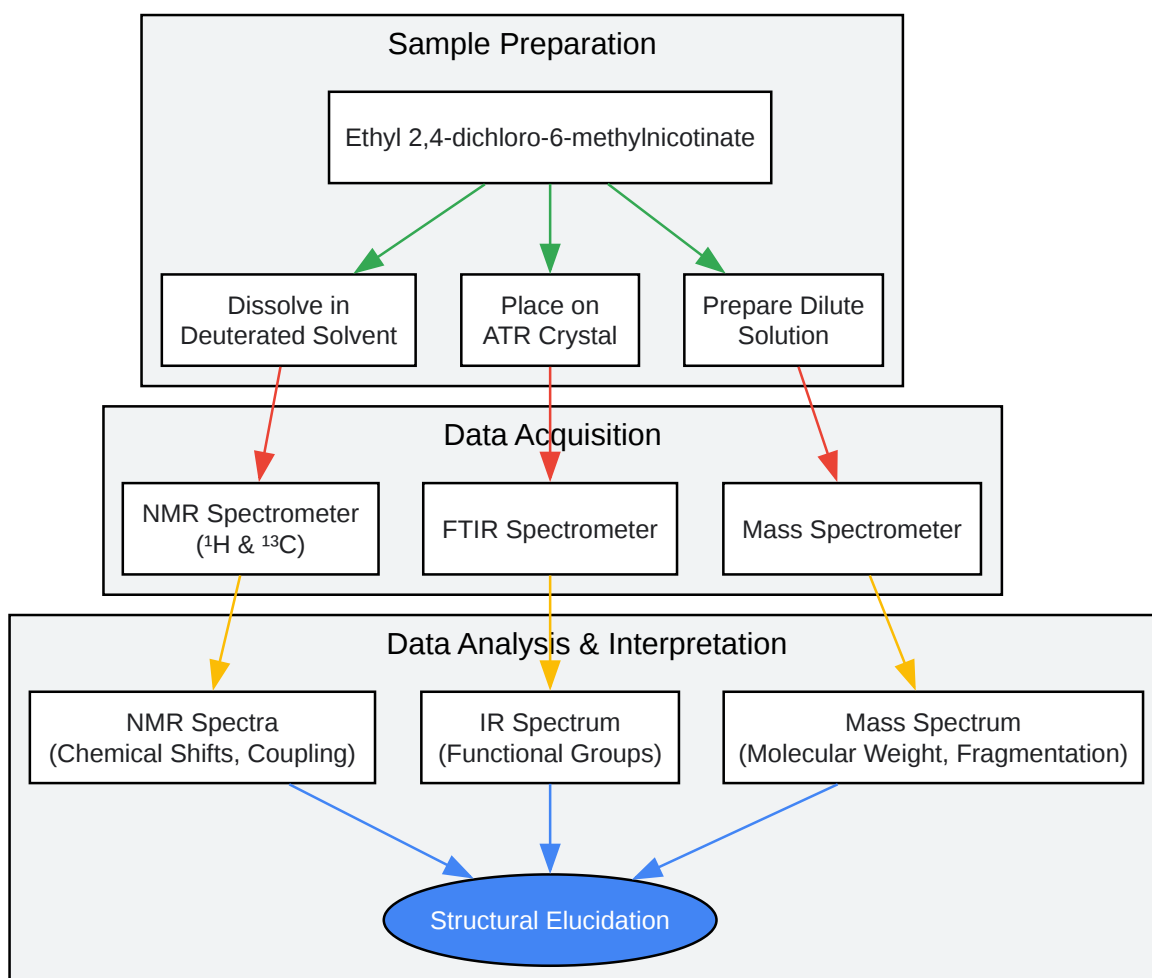 Sample Preparation
Ethyl 2,4-dichloro-6-methylnicotinate
Dissolve in
Deuterated Solvent
Place on
ATR Crystal
Prepare Dilute
Solution
Data Acquisition
NMR Spectrometer
(¹H & ¹³C)
FTIR Spectrometer
Mass Spectrometer
Data Analysis & Interpretation
NMR Spectra
(Chemical Shifts, Coupling)
IR Spectrum
(Functional Groups)
Mass Spectrum
(Molecular Weight, Fragmentation)
Structural Elucidation